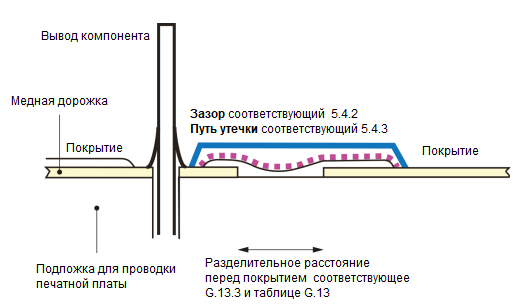 Вывод компонента
Медная дорожка
Зазор соответствующий 5.4.2
Путь утечки соответствующий 5.4.3
Покрытие
Покрытие
Подложка для проводки
печатной платы
Разделительное расстояние
перед покрытием соответствующее
G.13.3 и таблице G.13